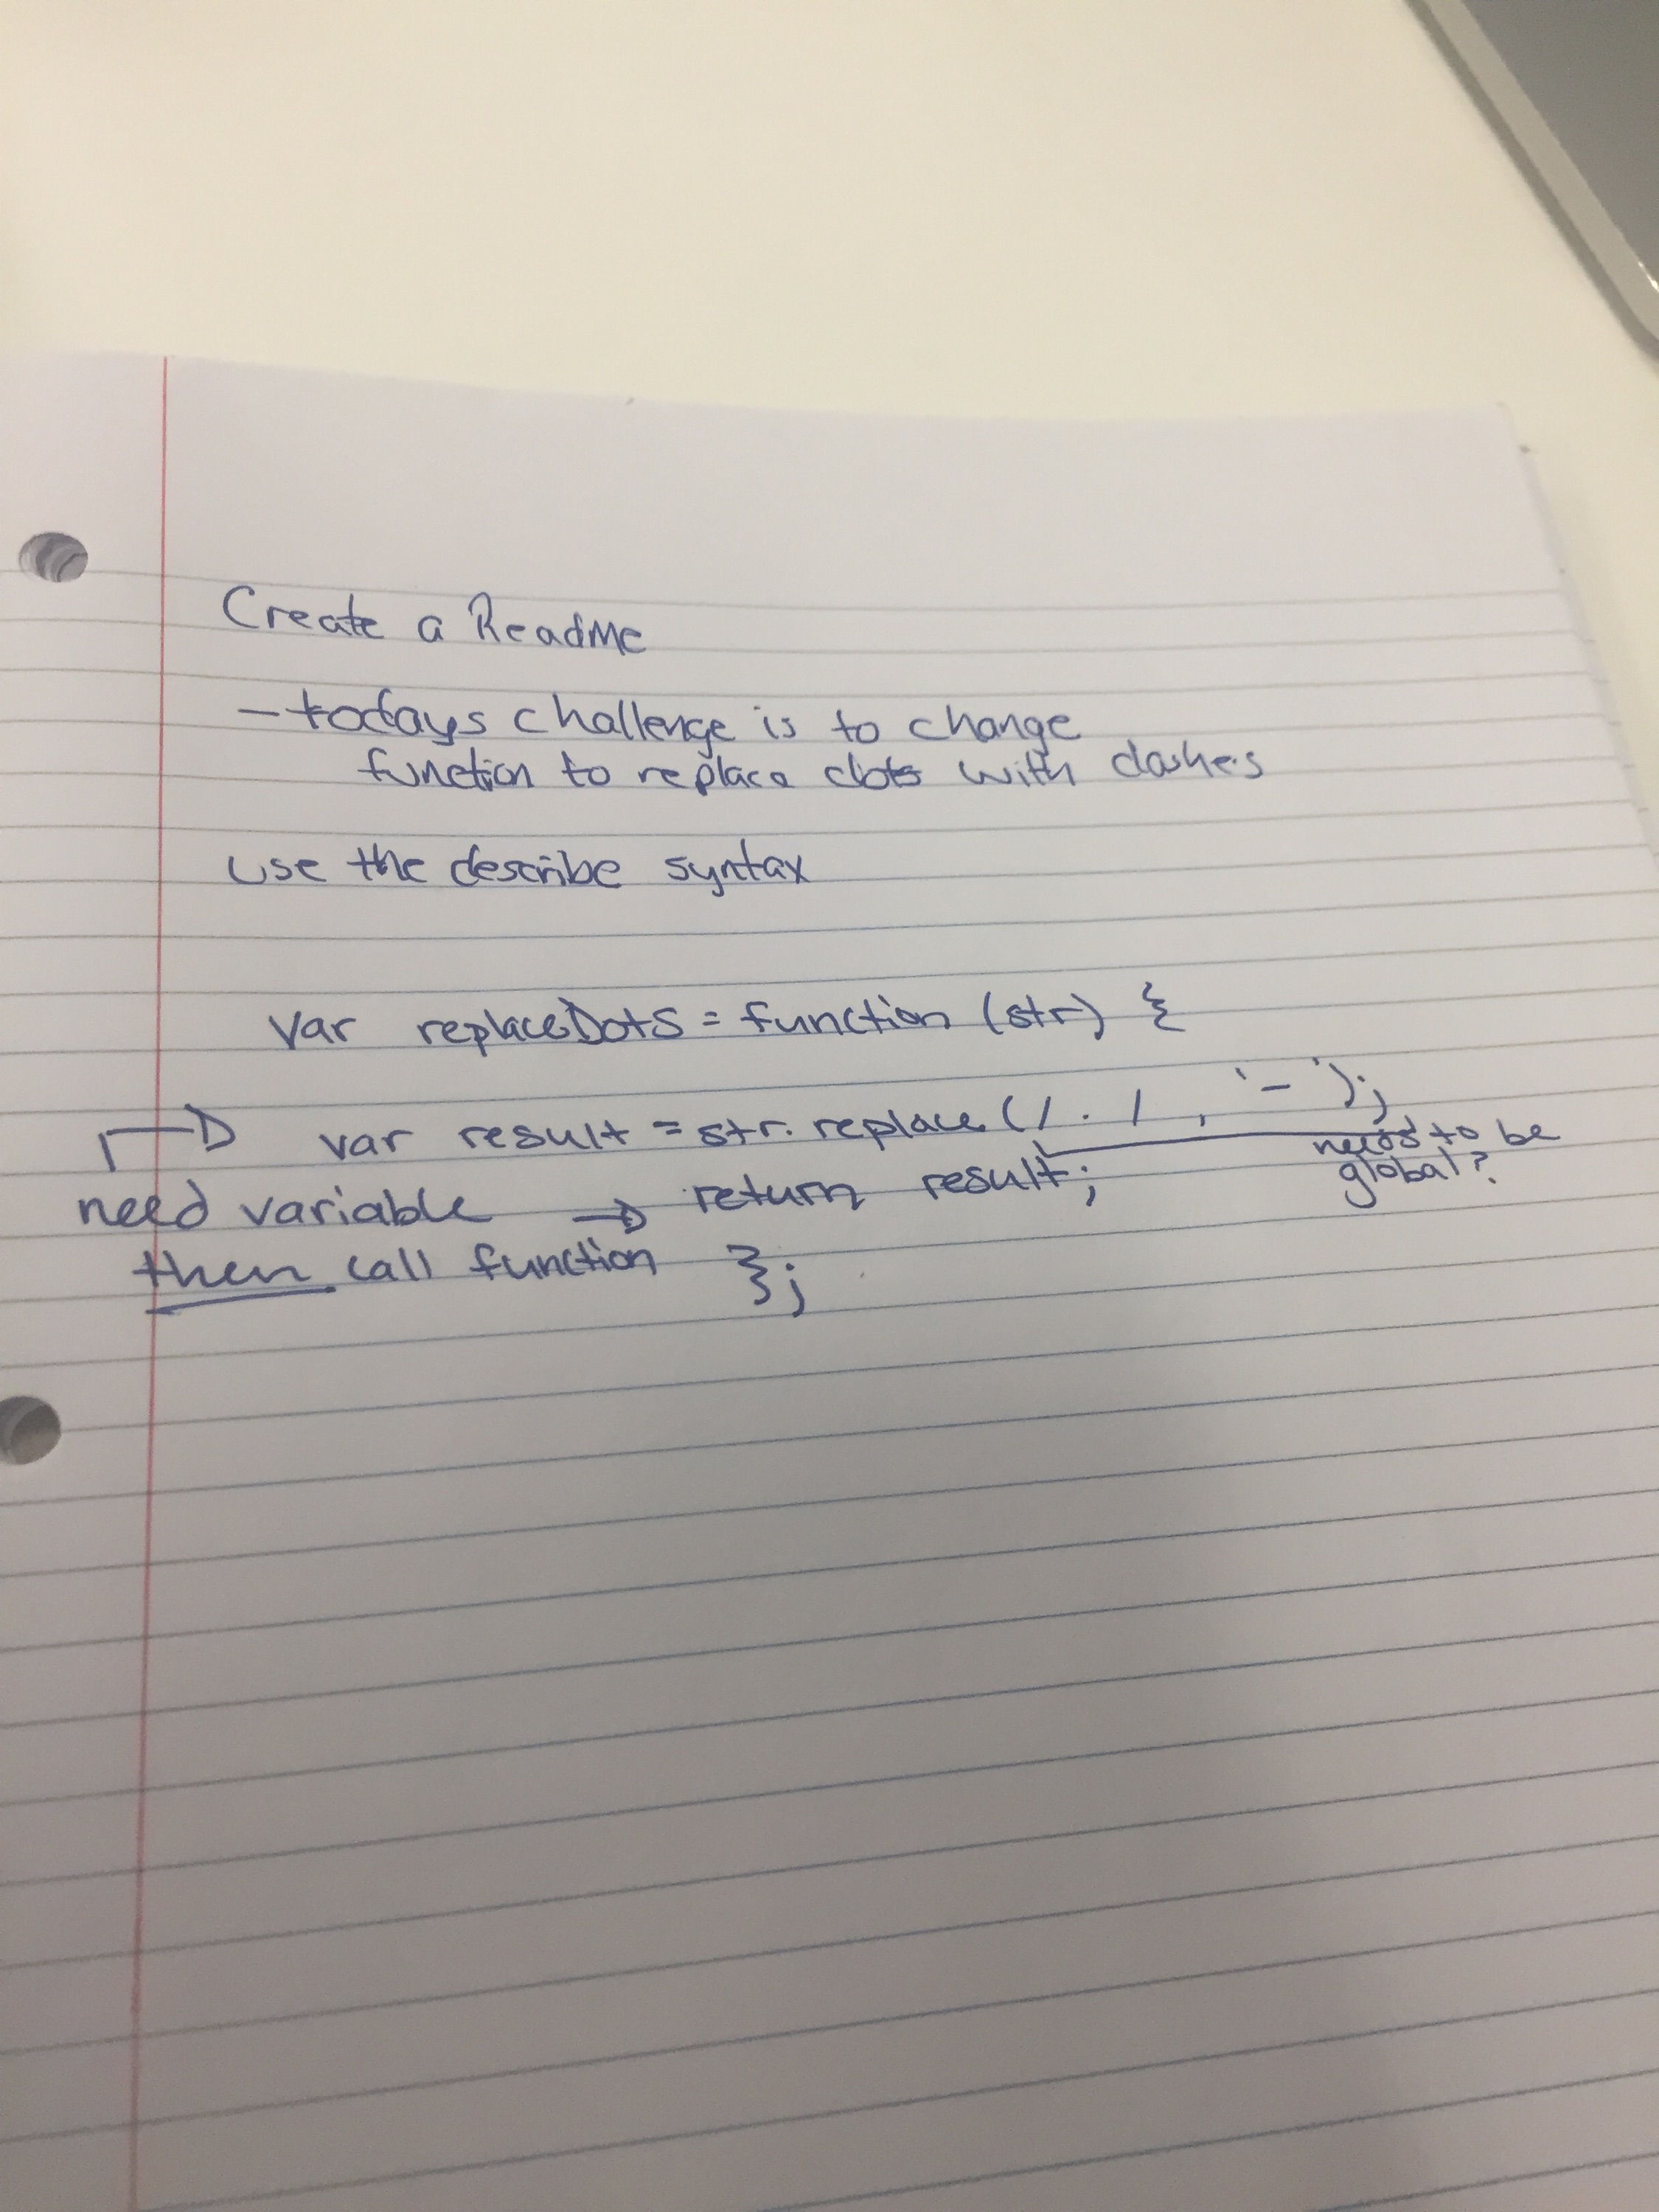 Create a ReadMe
- todays challenge is to change
function to replace dots with dashes
use the describe syntax
var replaceDots = function (str) {
var result = str.replace (/ . / , '-');
needs to be
global?
need variable → return result;
then call function };